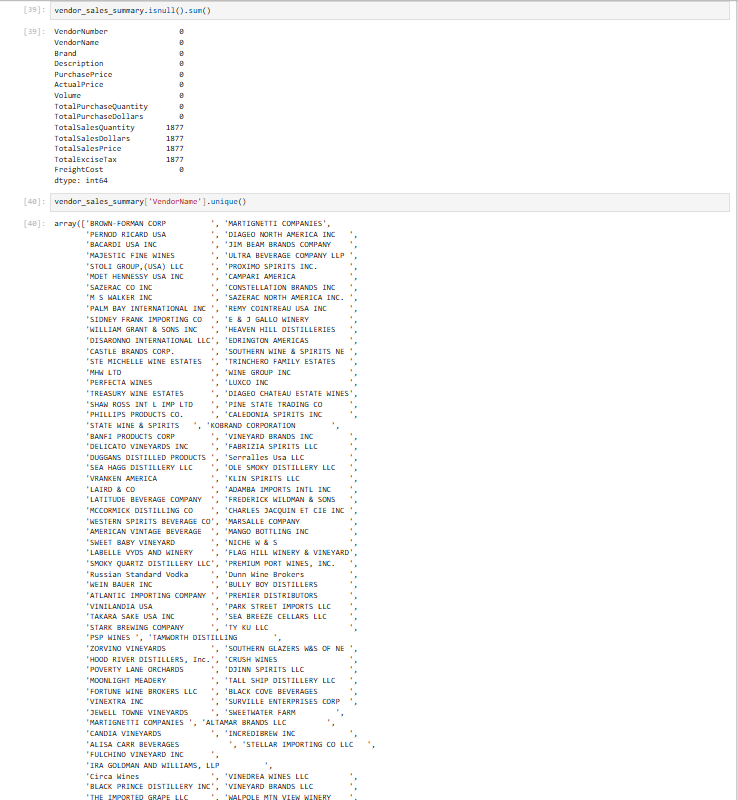 [39]: vendor_sales_summary.isnull().sum()
[39]: VendorNumber 0
VendorName 0
Brand 0
Description 0
PurchasePrice 0
ActualPrice 0
Volume 0
TotalPurchaseQuantity 0
TotalPurchaseDollars 0
TotalSalesQuantity 1877
TotalSalesDollars 1877
TotalSalesPrice 1877
TotalExciseTax 1877
FreightCost 0
dtype: int64
[40]: vendor_sales_summary['VendorName'].unique()
[40]: array(['BROWN-FORMAN CORP          ', 'MARTIGNETTI COMPANIES',
'PERNOD RICARD USA          ', 'DIAGEO NORTH AMERICA INC   ',
'BACARDI USA INC            ', 'JIM BEAM BRANDS COMPANY    ',
'MAJESTIC FINE WINES        ', 'ULTRA BEVERAGE COMPANY LLP ',
'STOLI GROUP,(USA) LLC      ', 'PROXIMO SPIRITS INC.       ',
'MOET HENNESSY USA INC      ', 'CAMPARI AMERICA            ',
'SAZERAC CO INC             ', 'CONSTELLATION BRANDS INC   ',
'M S WALKER INC             ', 'SAZERAC NORTH AMERICA INC. ',
'PALM BAY INTERNATIONAL INC ', 'REMY COINTREAU USA INC     ',
'SIDNEY FRANK IMPORTING CO  ', 'E & J GALLO WINERY         ',
'WILLIAM GRANT & SONS INC   ', 'HEAVEN HILL DISTILLERIES   ',
'DISARONNO INTERNATIONAL LLC', 'EDRINGTON AMERICAS         ',
'CASTLE BRANDS CORP.        ', 'SOUTHERN WINE & SPIRITS NE ',
'STE MICHELLE WINE ESTATES  ', 'TRINCHERO FAMILY ESTATES   ',
'MHW LTD                    ', 'WINE GROUP INC             ',
'PERFECTA WINES             ', 'LUXCO INC                  ',
'TREASURY WINE ESTATES      ', 'DIAGEO CHATEAU ESTATE WINES',
'SHAW ROSS INT L IMP LTD    ', 'PINE STATE TRADING CO      ',
'PHILLIPS PRODUCTS CO.      ', 'CALEDONIA SPIRITS INC      ',
'STATE WINE & SPIRITS   ', 'KOBRAND CORPORATION        ',
'BANFI PRODUCTS CORP        ', 'VINEYARD BRANDS INC        ',
'DELICATO VINEYARDS INC     ', 'FABRIZIA SPIRITS LLC       ',
'DUGGANS DISTILLED PRODUCTS ', 'Serralles Usa LLC          ',
'SEA HAGG DISTILLERY LLC    ', 'OLE SMOKY DISTILLERY LLC   ',
'VRANKEN AMERICA            ', 'KLIN SPIRITS LLC           ',
'LAIRD & CO                 ', 'ADAMBA IMPORTS INTL INC    ',
'LATITUDE BEVERAGE COMPANY  ', 'FREDERICK WILDMAN & SONS   ',
'MCCORMICK DISTILLING CO    ', 'CHARLES JACQUIN ET CIE INC ',
'WESTERN SPIRITS BEVERAGE CO', 'MARSALLE COMPANY           ',
'AMERICAN VINTAGE BEVERAGE  ', 'MANGO BOTTLING INC         ',
'SWEET BABY VINEYARD        ', 'NICHE W & S                ',
'LABELLE VYDS AND WINERY    ', 'FLAG HILL WINERY & VINEYARD',
'SMOKY QUARTZ DISTILLERY LLC', 'PREMIUM PORT WINES, INC.   ',
'Russian Standard Vodka     ', 'Dunn Wine Brokers          ',
'WEIN BAUER INC             ', 'BULLY BOY DISTILLERS       ',
'ATLANTIC IMPORTING COMPANY ', 'PREMIER DISTRIBUTORS       ',
'VINILANDIA USA             ', 'PARK STREET IMPORTS LLC    ',
'TAKARA SAKE USA INC        ', 'SEA BREEZE CELLARS LLC     ',
'STARK BREWING COMPANY      ', 'TY KU LLC                  ',
'PSP WINES ', 'TAMWORTH DISTILLING        ',
'ZORVINO VINEYARDS          ', 'SOUTHERN GLAZERS W&S OF NE ',
'HOOD RIVER DISTILLERS, Inc.', 'CRUSH WINES                ',
'POVERTY LANE ORCHARDS      ', 'DJINN SPIRITS LLC          ',
'MOONLIGHT MEADERY          ', 'TALL SHIP DISTILLERY LLC   ',
'FORTUNE WINE BROKERS LLC   ', 'BLACK COVE BEVERAGES       ',
'VINEXTRA INC               ', 'SURVILLE ENTERPRISES CORP  ',
'JEWELL TOWNE VINEYARDS     ', 'SWEETWATER FARM         ',
'MARTIGNETTI COMPANIES ', 'ALTAMAR BRANDS LLC         ',
'CANDIA VINEYARDS           ', 'INCREDIBREW INC            ',
'ALISA CARR BEVERAGES           ', 'STELLAR IMPORTING CO LLC   ',
'FULCHINO VINEYARD INC      ',
'IRA GOLDMAN AND WILLIAMS, LLP           ',
'Circa Wines                ', 'VINEDREA WINES LLC         ',
'BLACK PRINCE DISTILLERY INC', 'VINEYARD BRANDS LLC        ',
'THE IMPORTED GRAPE LLC     ', 'WALPOLE MTN VIEW WINERY    ',